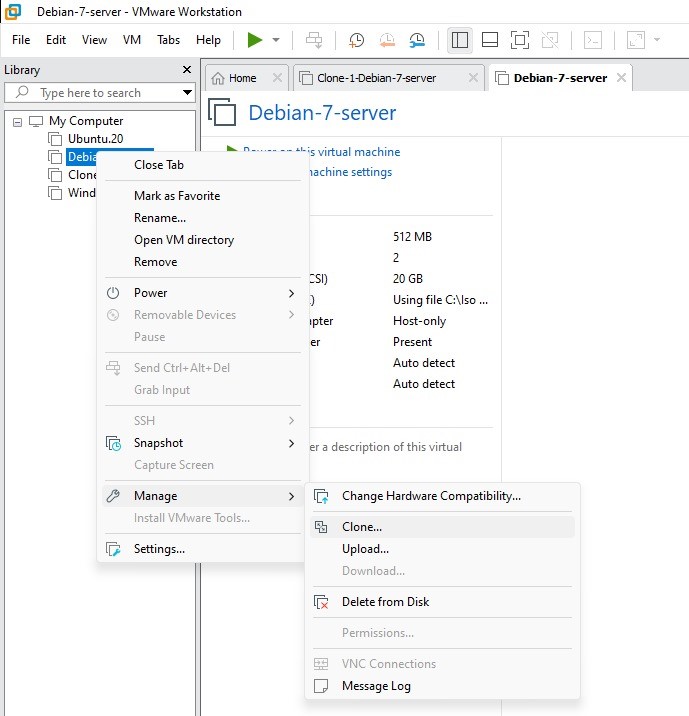 Debian-7-server - VMware Workstation
File Edit View VM Tabs Help
Library
Type here to search
Home
Clone-1-Debian-7-server
Debian-7-server
My Computer
Ubuntu.20
Debia
Clone
Wind
Debian-7-server
Power on this virtual machine
machine settings
512 MB
2
CSI) 20 GB
Using file C:\Iso ...
pter Host-only
er Present
Auto detect
Auto detect
er a description of this virtual
Close Tab
Mark as Favorite
Rename...
Open VM directory
Remove
Power
Removable Devices
Pause
Send Ctrl+Alt+Del
Grab Input
SSH
Snapshot
Capture Screen
Manage
Install VMware Tools...
Settings...
Change Hardware Compatibility...
Clone...
Upload...
Download...
Delete from Disk
Permissions...
VNC Connections
Message Log